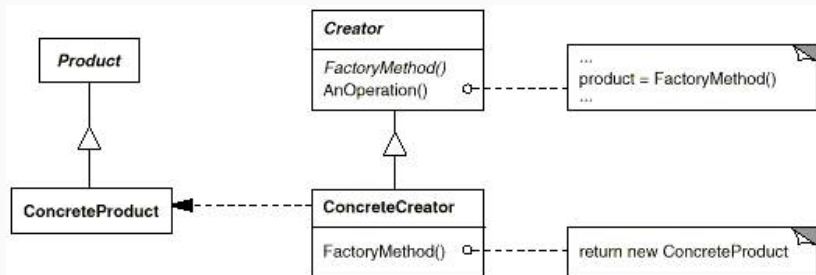 Creator
Product
FactoryMethod()
AnOperation()
...
product = FactoryMethod()
...
ConcreteProduct
ConcreteCreator
FactoryMethod()
return new ConcreteProduct